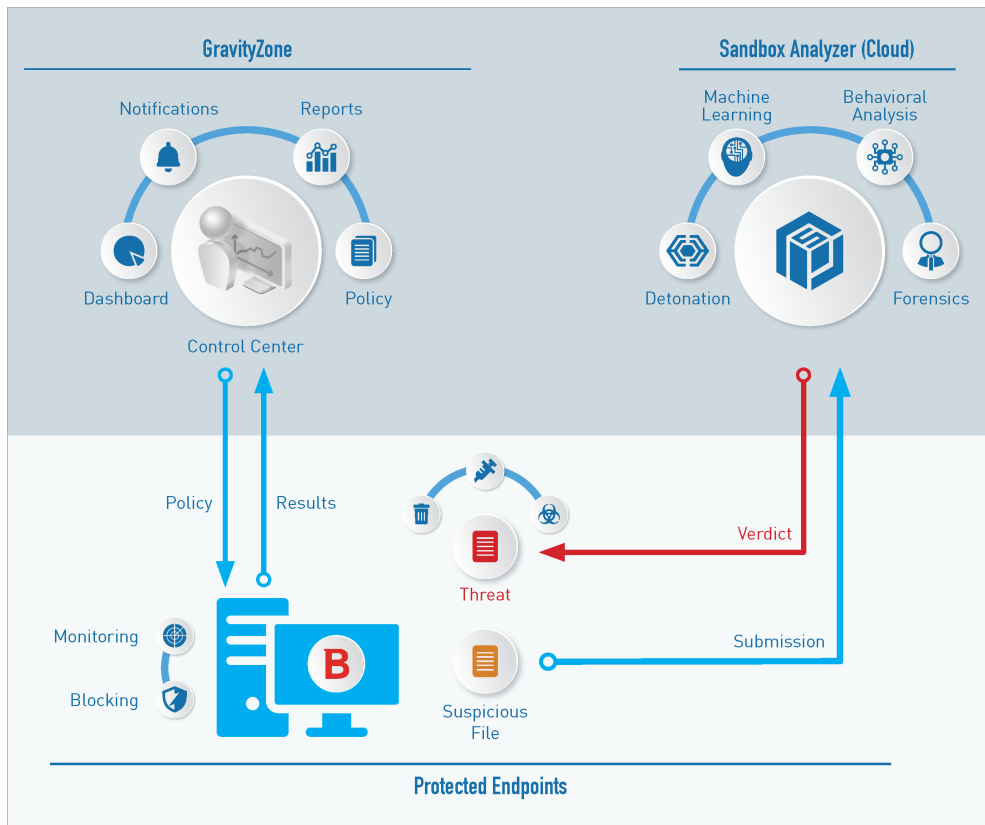 GravityZone
Sandbox Analyzer (Cloud)
Notifications
Reports
Dashboard
Policy
Control Center
Machine
Learning
Behavioral
Analysis
Detonation
Forensics
Policy
Results
Verdict
Threat
Monitoring
Blocking
B
Submission
Suspicious
File
Protected Endpoints